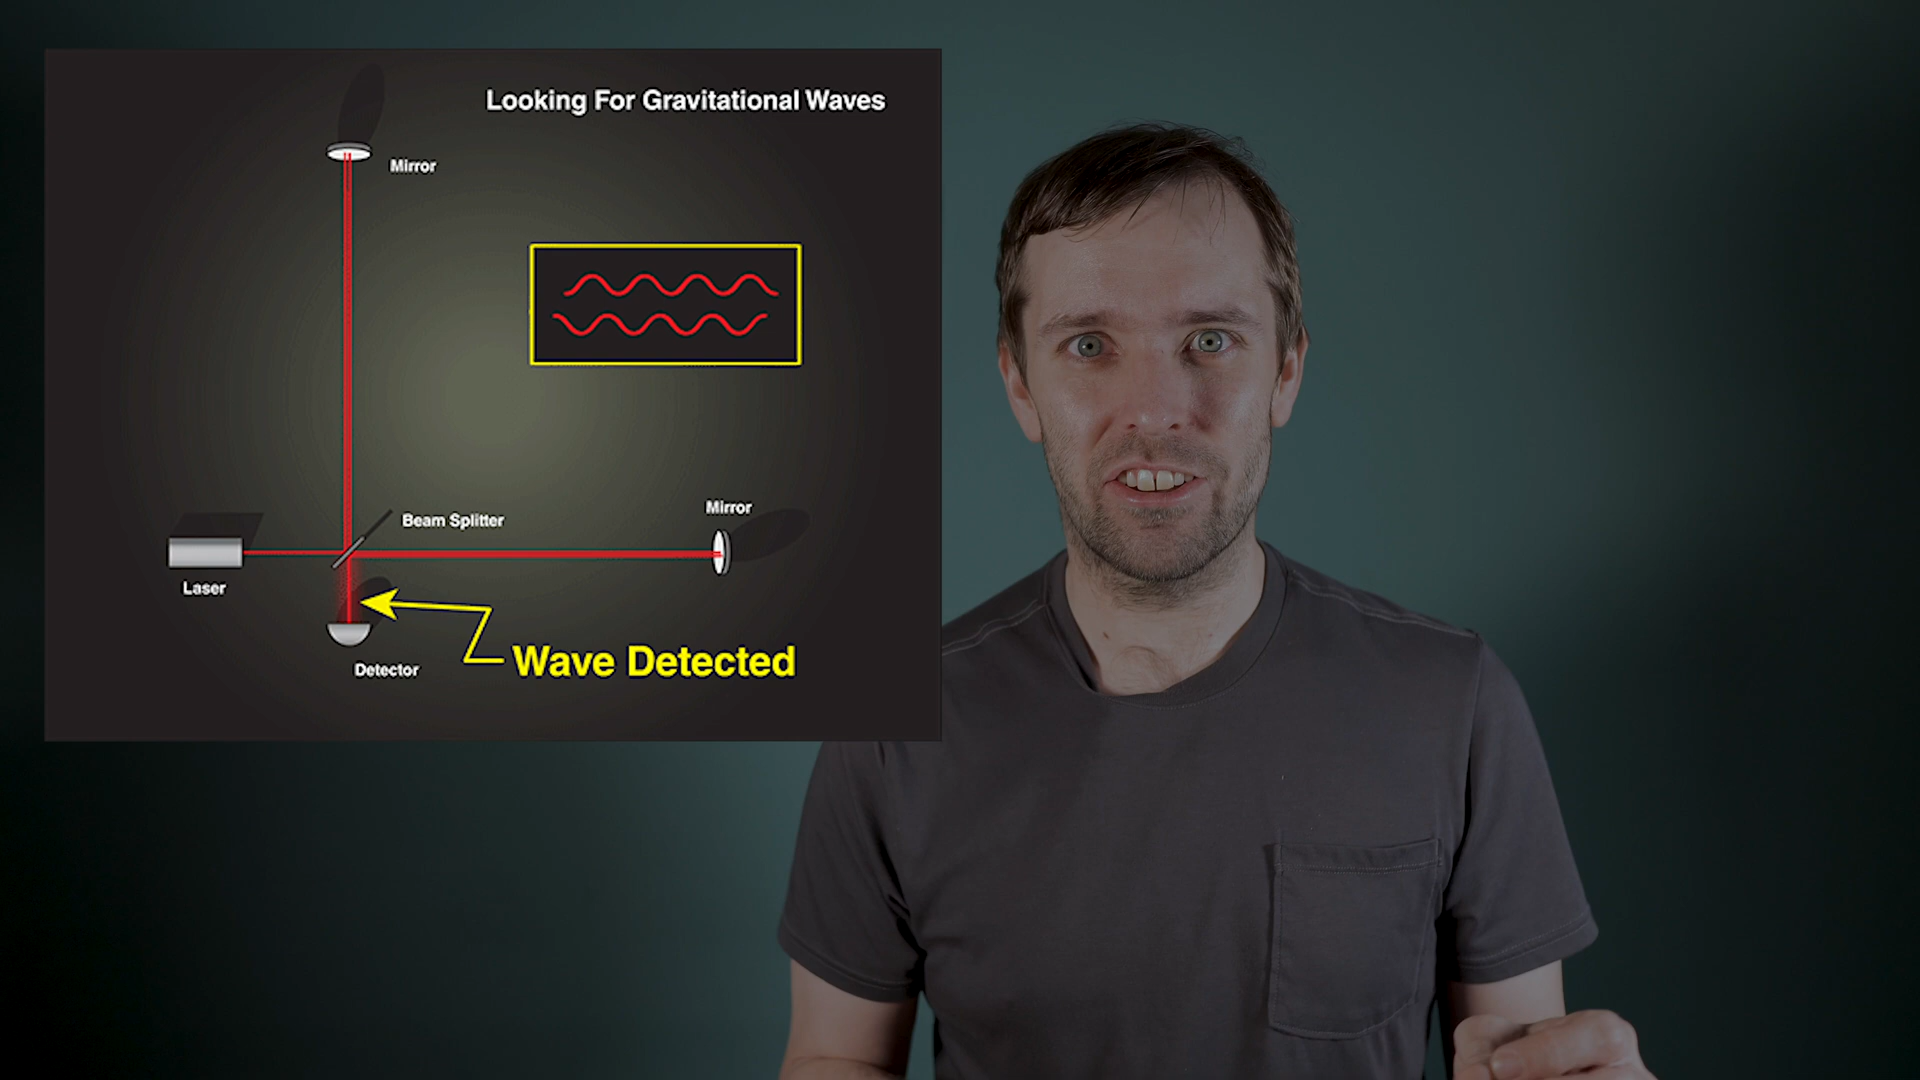 Looking For Gravitational Waves
Mirror
Mirror
Beam Splitter
Laser
Wave Detected
Detector